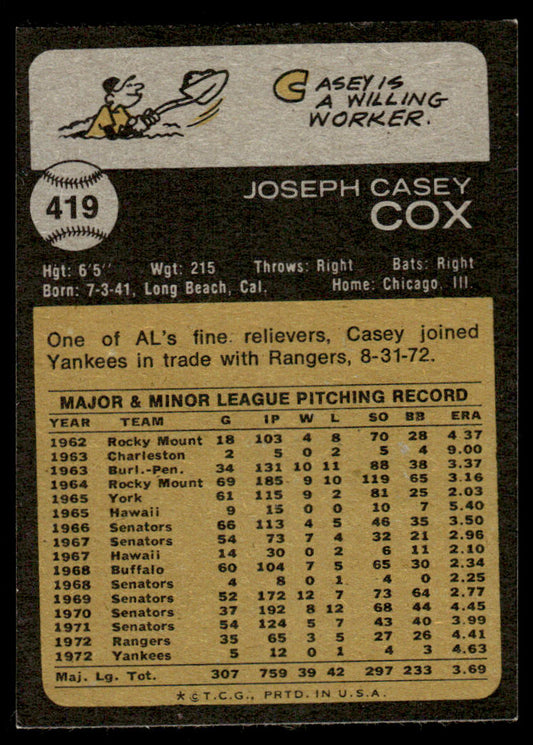 CASEY IS
A WILLING
WORKER.
419
JOSEPH CASEY
COX
Hgt: 6'5" Wgt: 215 Throws: Right Bats: Right
Born: 7-3-41, Long Beach, Cal. Home: Chicago, Ill.
One of AL's fine relievers, Casey joined
Yankees in trade with Rangers, 8-31-72.
MAJOR & MINOR LEAGUE PITCHING RECORD
YEAR TEAM G IP W L SO BB ERA
1962 Rocky Mount 18 103 4 8 70 28 4.37
1963 Charleston 2 5 0 2 5 4 9.00
1963 Burl.-Pen. 34 131 10 11 88 38 3.37
1964 Rocky Mount 69 185 9 10 119 65 3.16
1965 York 61 115 9 2 81 25 2.03
1965 Hawaii 9 15 0 0 10 7 5.40
1966 Senators 66 113 4 5 46 35 3.50
1967 Senators 54 73 7 4 32 21 2.96
1967 Hawaii 14 30 0 2 6 11 2.10
1968 Buffalo 60 104 7 5 65 30 2.34
1968 Senators 4 8 0 1 4 0 2.25
1969 Senators 52 172 12 7 73 64 2.77
1970 Senators 37 192 8 12 68 44 4.45
1971 Senators 54 124 5 7 43 40 3.99
1972 Rangers 35 65 3 5 27 26 4.41
1972 Yankees 5 12 0 1 4 3 4.63
Maj. Lg. Tot. 307 759 39 42 297 233 3.69
*©T.C.G., PRTD. IN U.S.A.